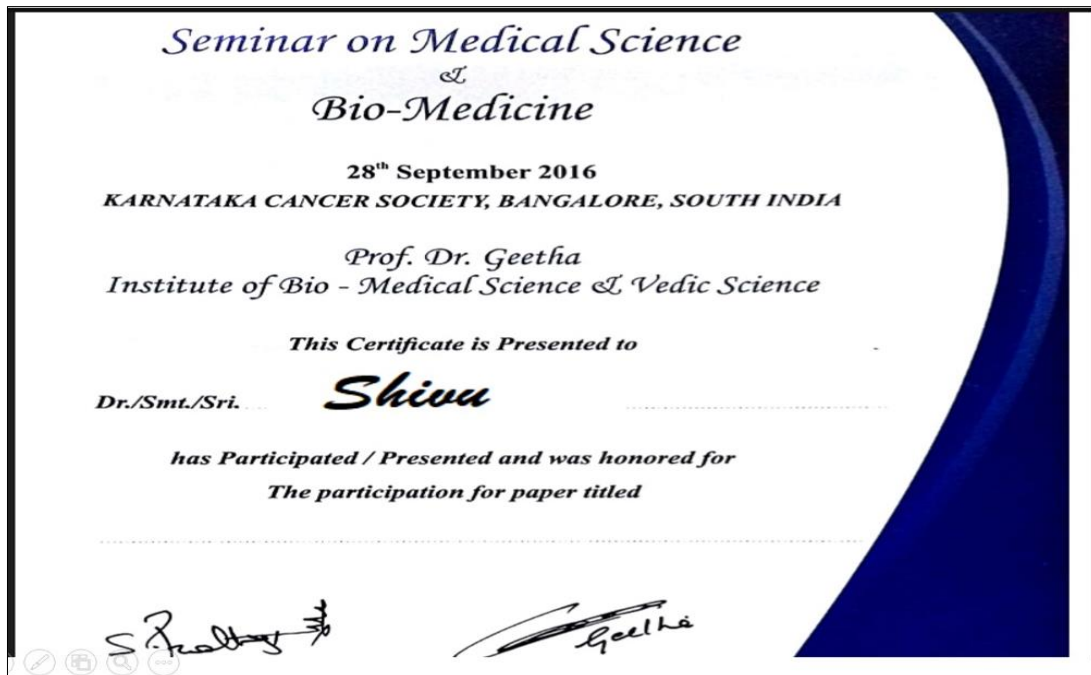 Seminar on Medical Science
&
Bio-Medicine
28th September 2016
KARNATAKA CANCER SOCIETY, BANGALORE, SOUTH INDIA
Prof. Dr. Geetha
Institute of Bio - Medical Science & Vedic Science
This Certificate is Presented to
Dr./Smt./Sri. Shivu
has Participated / Presented and was honored for
The participation for paper titled
Geetha